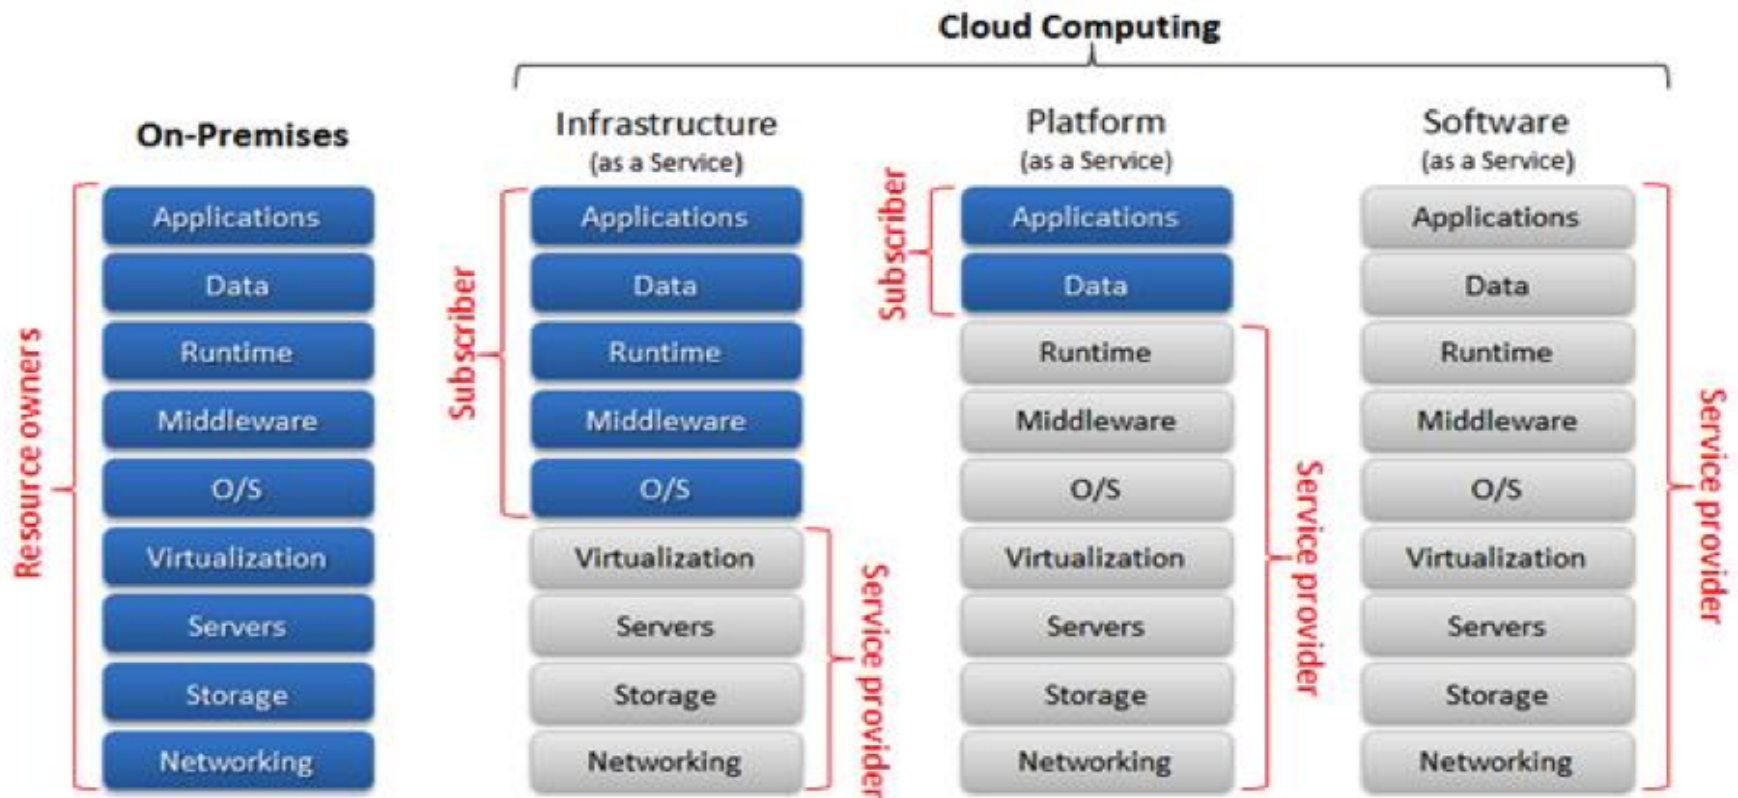 Cloud Computing
On-Premises
Resource owners
Applications
Data
Runtime
Middleware
O/S
Virtualization
Servers
Storage
Networking
Infrastructure
(as a Service)
Subscriber
Applications
Data
Runtime
Middleware
O/S
Virtualization
Servers
Storage
Networking
Service provider
Platform
(as a Service)
Subscriber
Applications
Data
Runtime
Middleware
O/S
Virtualization
Servers
Storage
Networking
Service provider
Software
(as a Service)
Applications
Data
Runtime
Middleware
O/S
Virtualization
Servers
Storage
Networking
Service provider